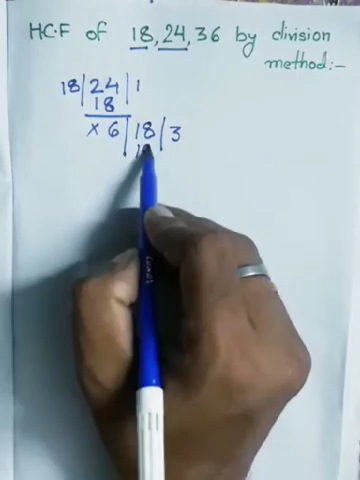 H.C.F of 18, 24, 36 by division
method:-
18 24 1
18
× 6 18 3